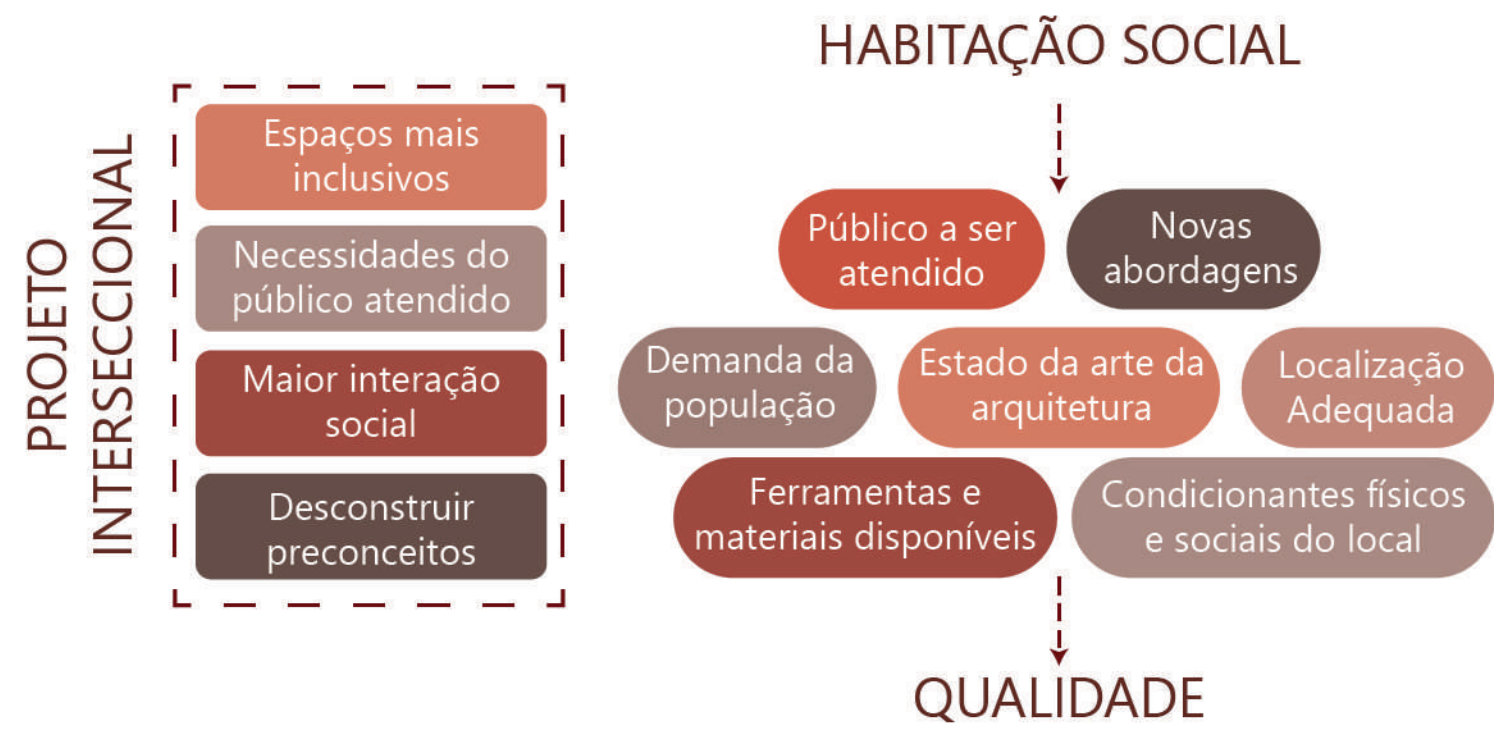 PROJETO
INTERSECCIONAL
Espaços mais
inclusivos
Necessidades do
público atendido
Maior interação
social
Desconstruir
preconceitos
HABITAÇÃO SOCIAL
Público a ser
atendido
Novas
abordagens
Demanda da
população
Estado da arte da
arquitetura
Localização
Adequada
Ferramentas e
materiais disponíveis
Condicionantes físicos
e sociais do local
QUALIDADE